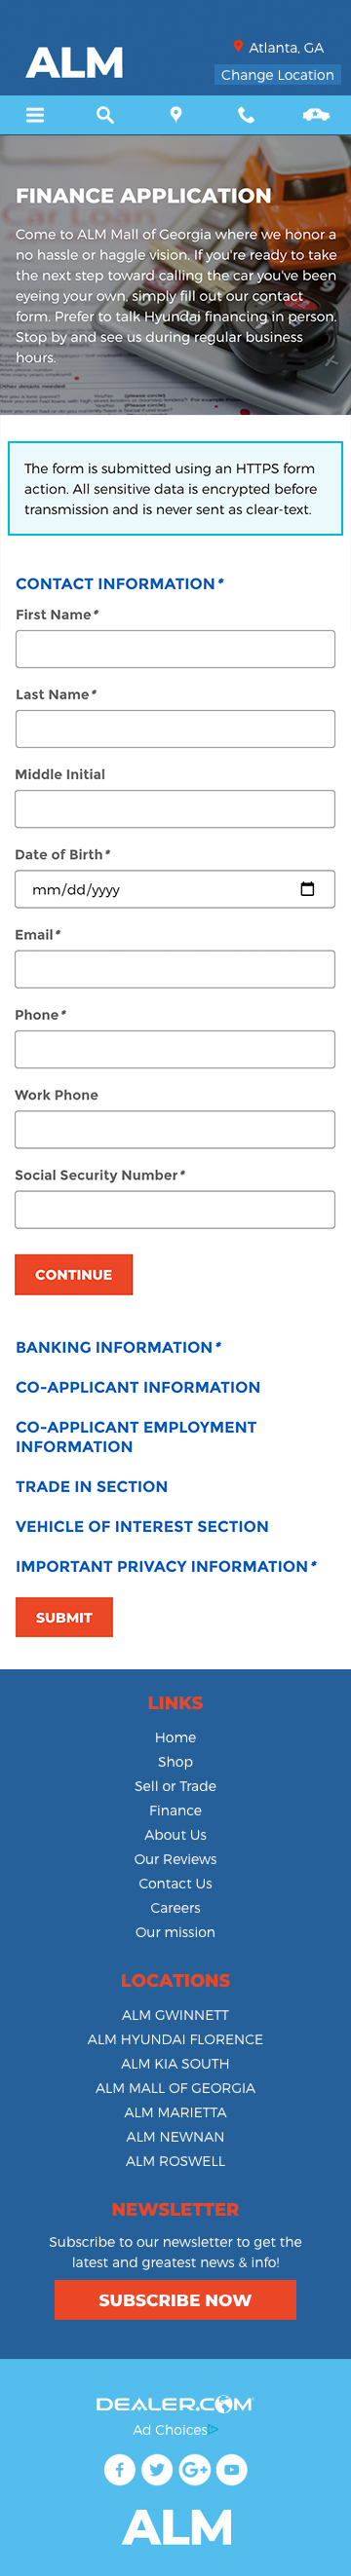 ALM
Atlanta, GA
Change Location
FINANCE APPLICATION
Come to ALM Mall of Georgia where we honor a
no hassle or haggle vision. If you're ready to take
the next step toward calling the car you've been
eyeing your own, simply fill out our contact
form. Prefer to talk Hyundai financing in person.
Stop by and see us during regular business
hours.
The form is submitted using an HTTPS form
action. All sensitive data is encrypted before
transmission and is never sent as clear-text.
CONTACT INFORMATION*
First Name*
Last Name*
Middle Initial
Date of Birth*
mm/dd/yyyy
Email*
Phone*
Work Phone
Social Security Number*
CONTINUE
BANKING INFORMATION*
CO-APPLICANT INFORMATION
CO-APPLICANT EMPLOYMENT
INFORMATION
TRADE IN SECTION
VEHICLE OF INTEREST SECTION
IMPORTANT PRIVACY INFORMATION*
SUBMIT
LINKS
Home
Shop
Sell or Trade
Finance
About Us
Our Reviews
Contact Us
Careers
Our mission
LOCATIONS
ALM GWINNETT
ALM HYUNDAI FLORENCE
ALM KIA SOUTH
ALM MALL OF GEORGIA
ALM MARIETTA
ALM NEWNAN
ALM ROSWELL
NEWSLETTER
Subscribe to our newsletter to get the
latest and greatest news & info!
SUBSCRIBE NOW
DEALER.COM
Ad Choices
ALM